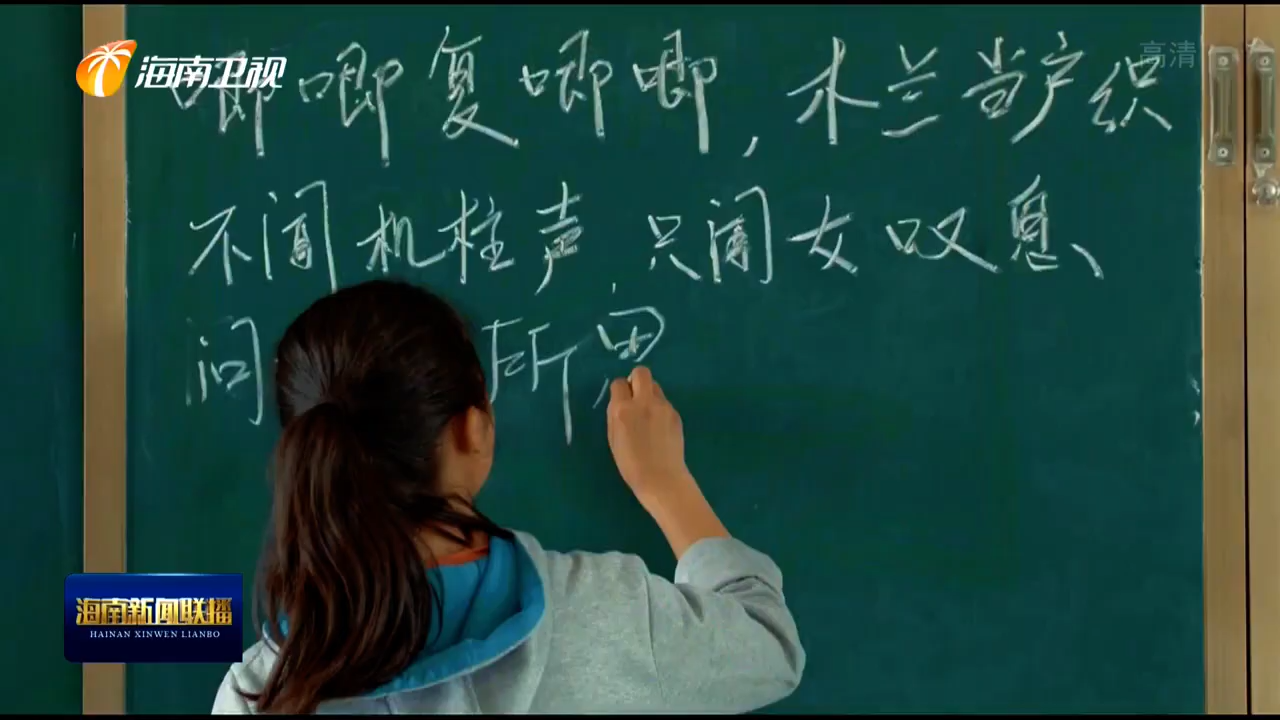 海南卫视
高清
唧唧复唧唧,木兰当户织
不闻机杼声 只闻女叹息、
问 所思
海南新闻联播
HAINAN XINWEN LIANBO